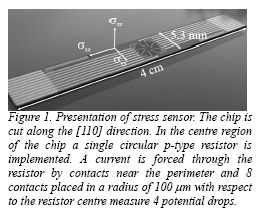 σzz
5.3 mm
σxx
σyy
4 cm
Figure 1. Presentation of stress sensor. The chip is
cut along the [110] direction. In the centre region
of the chip a single circular p-type resistor is
implemented. A current is forced through the
resistor by contacts near the perimeter and 8
contacts placed in a radius of 100 μm with respect
to the resistor centre measure 4 potential drops.